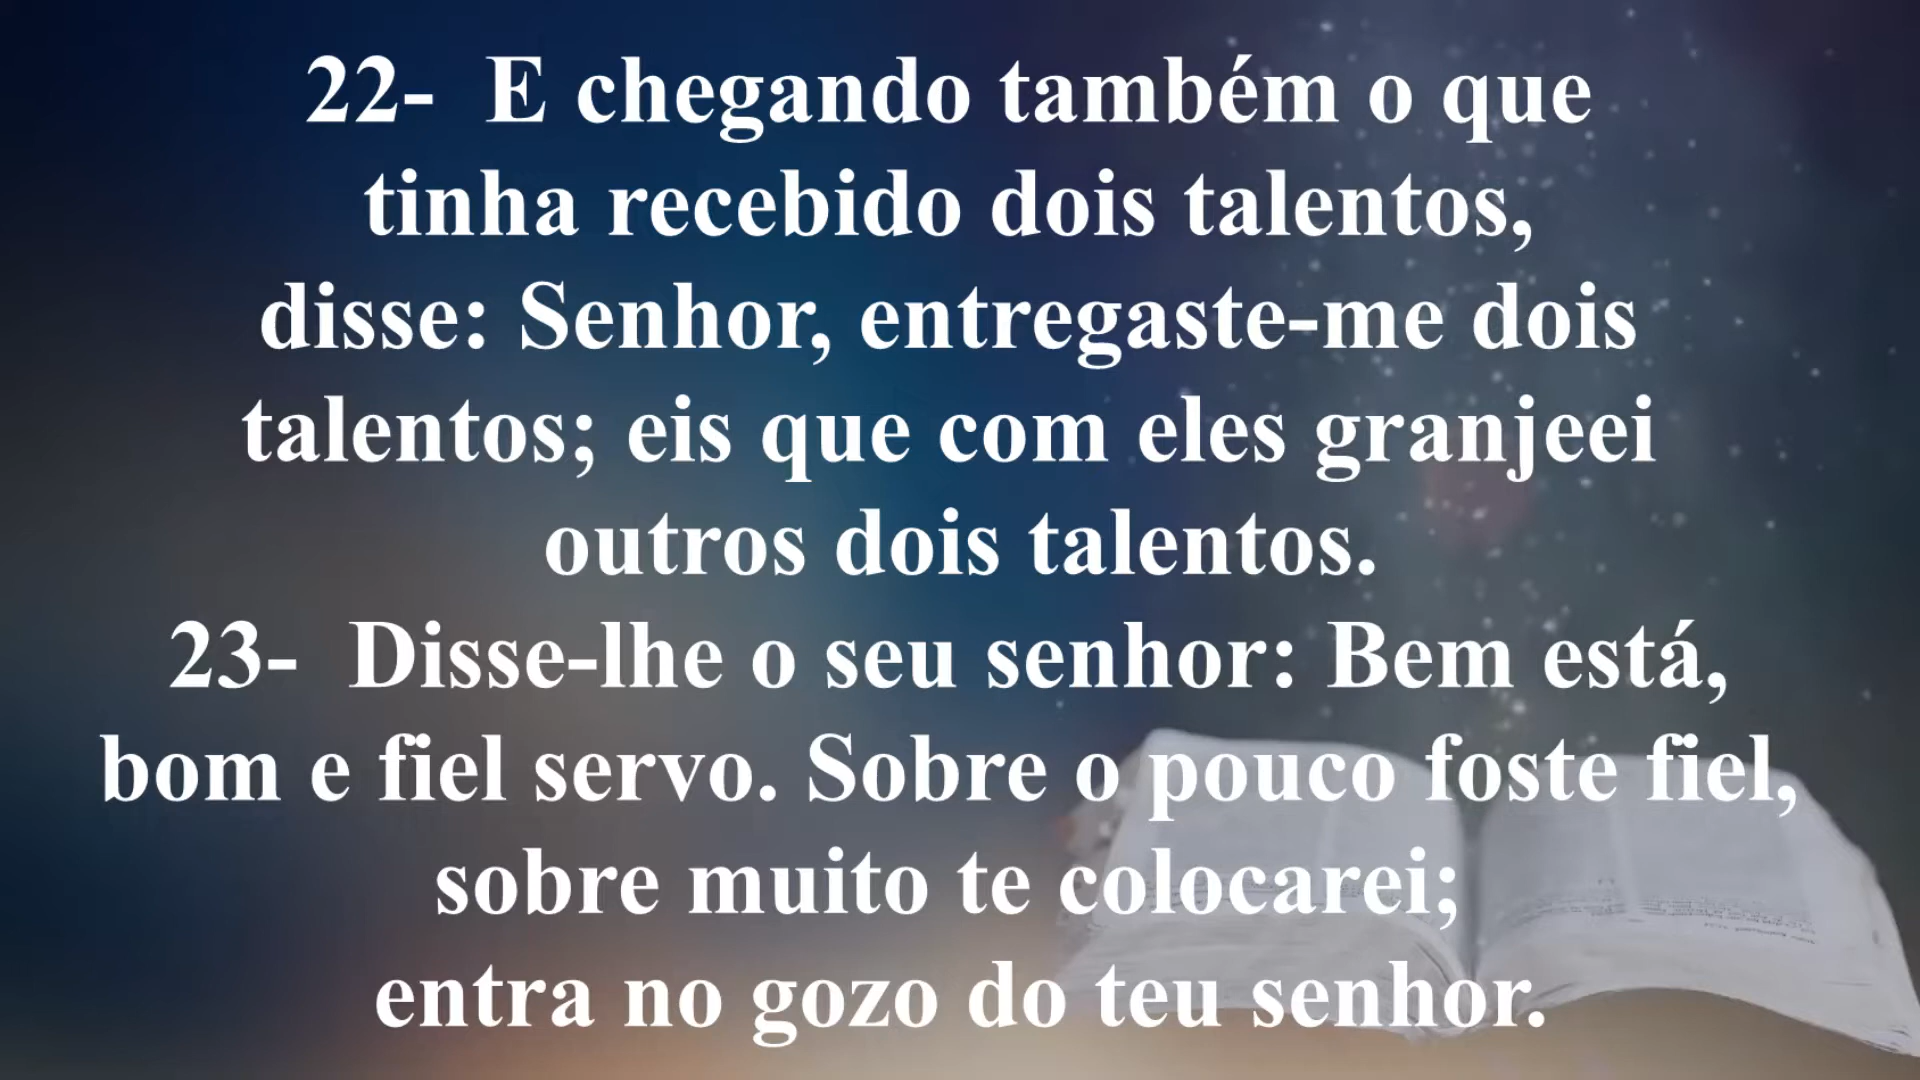 22-  E chegando também o que
tinha recebido dois talentos,
disse: Senhor, entregaste-me dois
talentos; eis que com eles granjeei
outros dois talentos.
23-  Disse-lhe o seu senhor: Bem está,
bom e fiel servo. Sobre o pouco foste fiel,
sobre muito te colocarei;
entra no gozo do teu senhor.